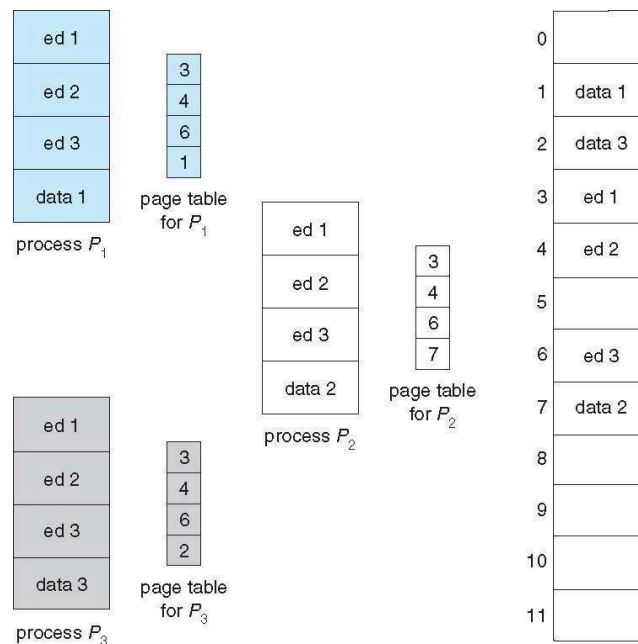 ed 1
ed 2
ed 3
data 1
process P1
3
4
6
1
page table
for P1
ed 1
ed 2
ed 3
data 2
process P2
3
4
6
7
page table
for P2
ed 1
ed 2
ed 3
data 3
process P3
3
4
6
2
page table
for P3
0
1 data 1
2 data 3
3 ed 1
4 ed 2
5
6 ed 3
7 data 2
8
9
10
11